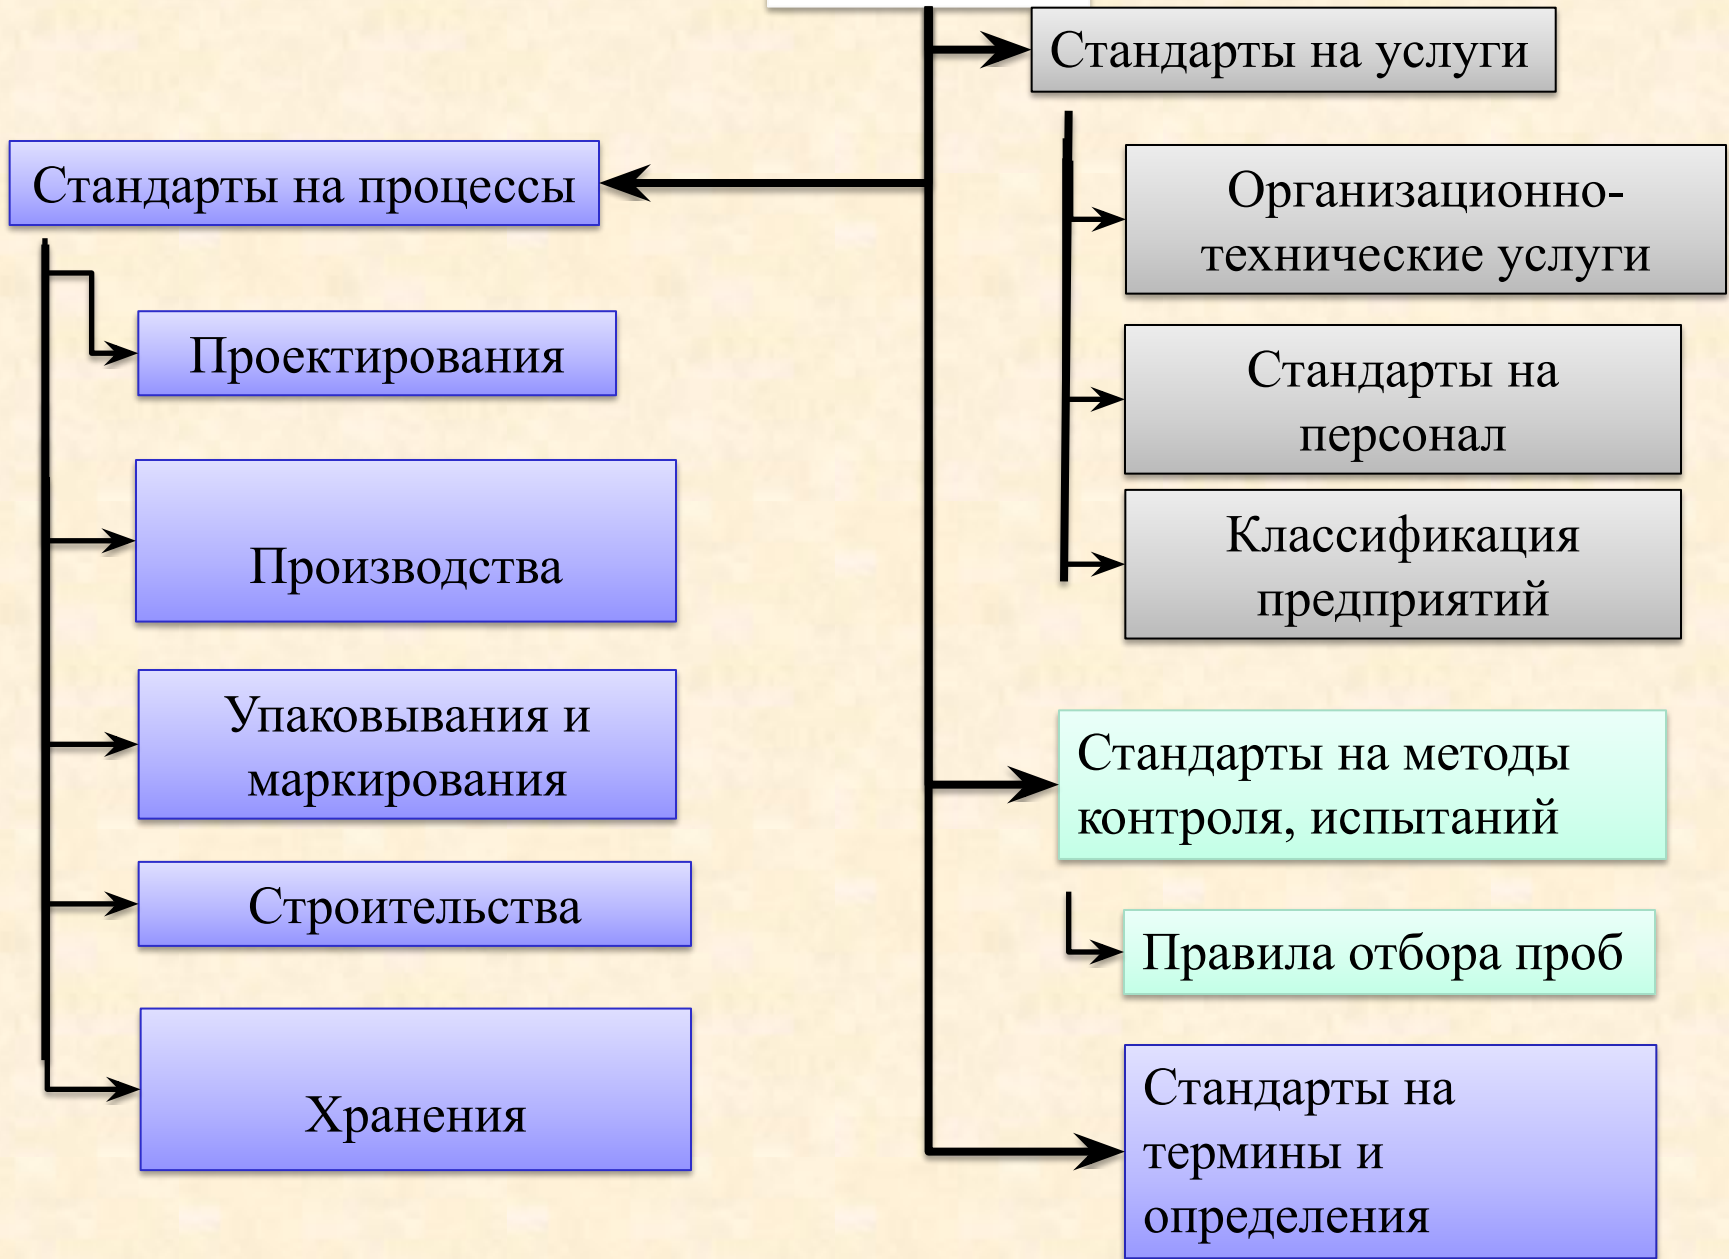 Стандарты на услуги
Стандарты на процессы
Организационно-
технические услуги
Проектирования
Стандарты на
персонал
Производства
Классификация
предприятий
Упаковывания и
маркирования
Стандарты на методы
контроля, испытаний
Строительства
Правила отбора проб
Хранения
Стандарты на
термины и
определения